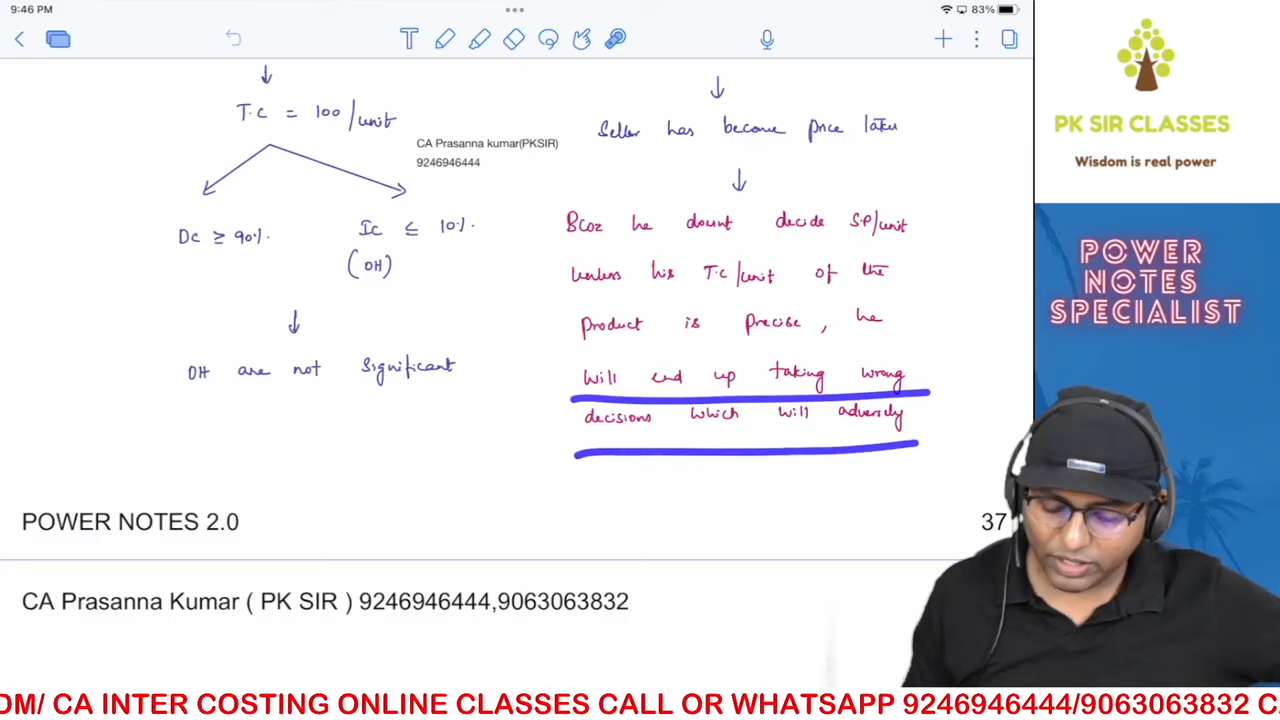 9:46 PM
83%
T.C = 100/unit
CA Prasanna kumar(PKSIR)
9246946444
DC ≥ 90%.
IC ≤ 10%.
(OH)
OH are not significant
Seller has become price taker
Bcoz he dount decide S.P/unit
Unless his T.C/unit of the
product is precise, he
will end up taking wrong
decisions which will adversly
POWER NOTES 2.0
37
CA Prasanna Kumar ( PK SIR ) 9246946444,9063063832
PK SIR CLASSES
Wisdom is real power
POWER
NOTES
SPECIALIST
DM/ CA INTER COSTING ONLINE CLASSES CALL OR WHATSAPP 9246946444/9063063832 C